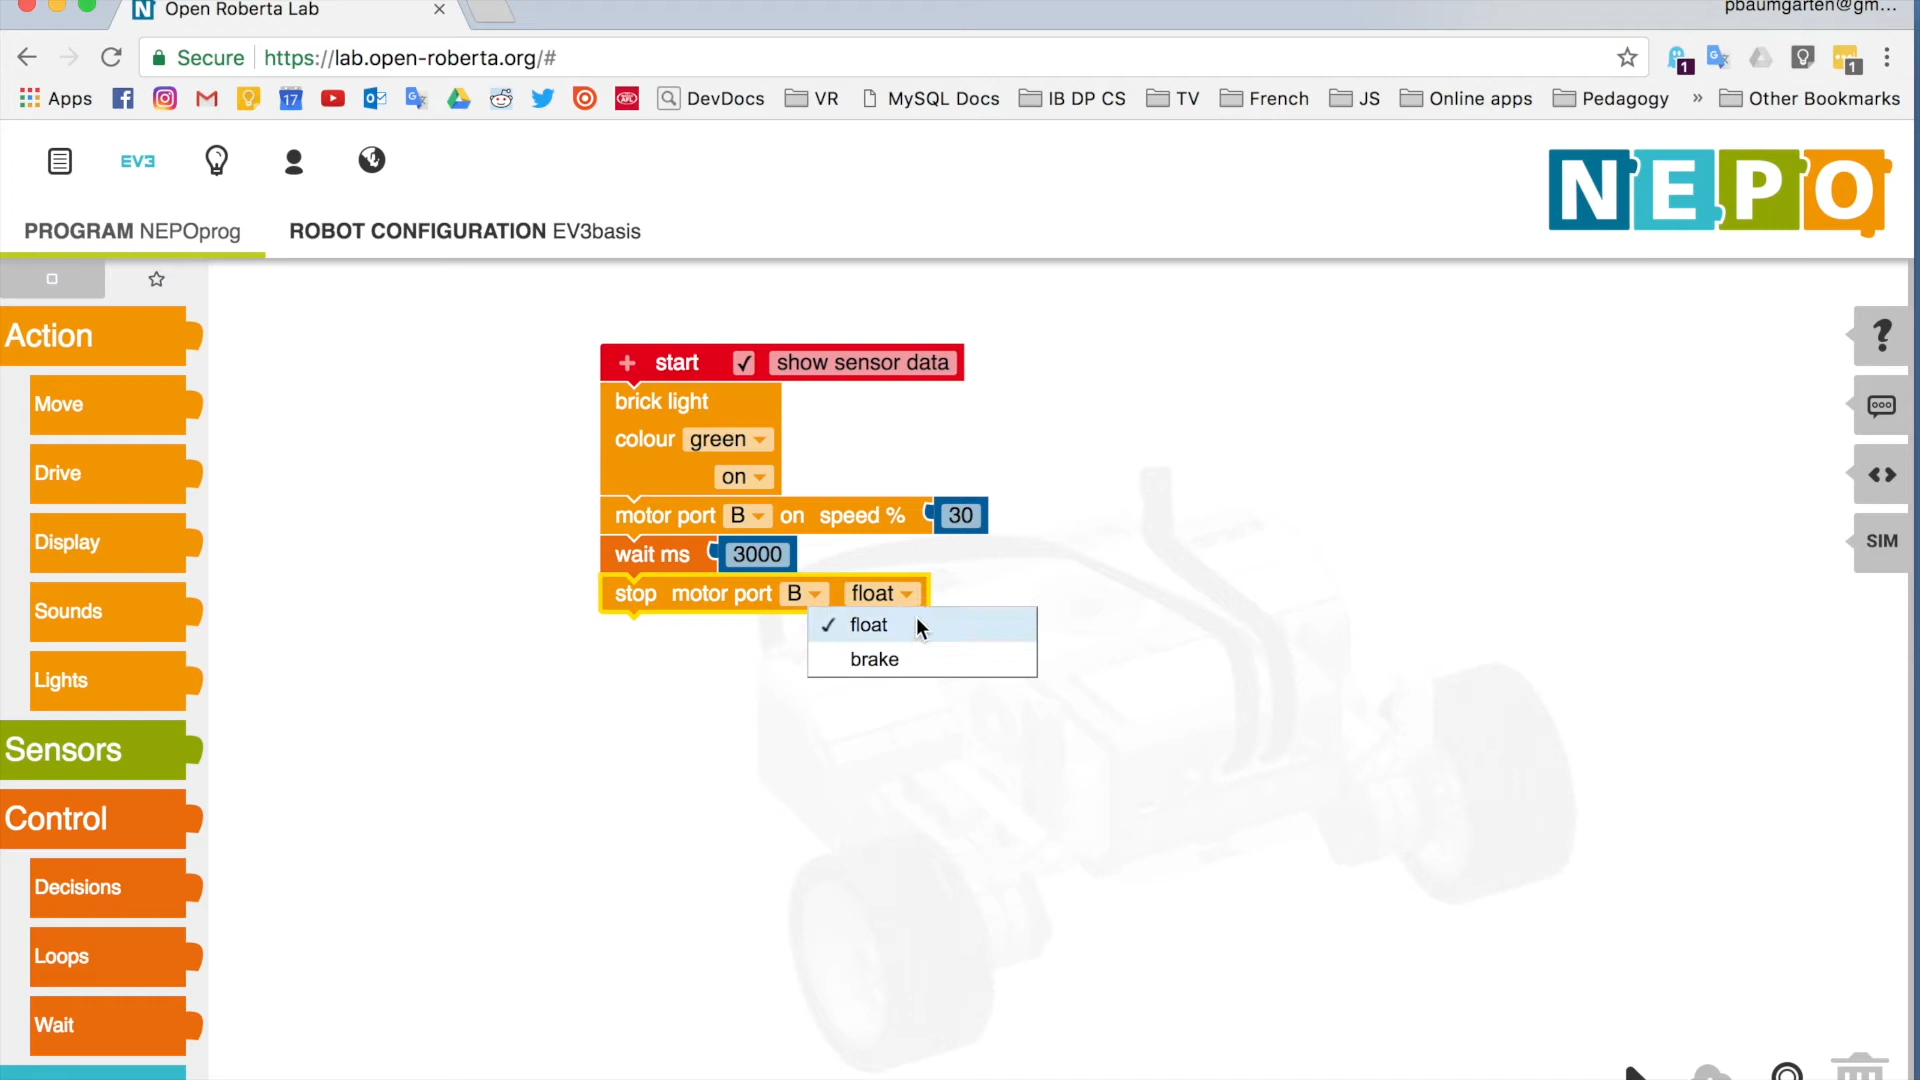 Open Roberta Lab
pbaumgarten@gm...
Secure https://lab.open-roberta.org/#
1
1
Apps 17 DevDocs VR MySQL Docs IB DP CS TV French JS Online apps Pedagogy » Other Bookmarks
EV3
NEPO
PROGRAM NEPOprog ROBOT CONFIGURATION EV3basis
Action
+ start ✓ show sensor data
?
brick light
Move
colour green
Drive
on
motor port B on speed % 30
Display
SIM
wait ms 3000
stop motor port B float
Sounds
✓ float
brake
Lights
Sensors
Control
Decisions
Loops
Wait